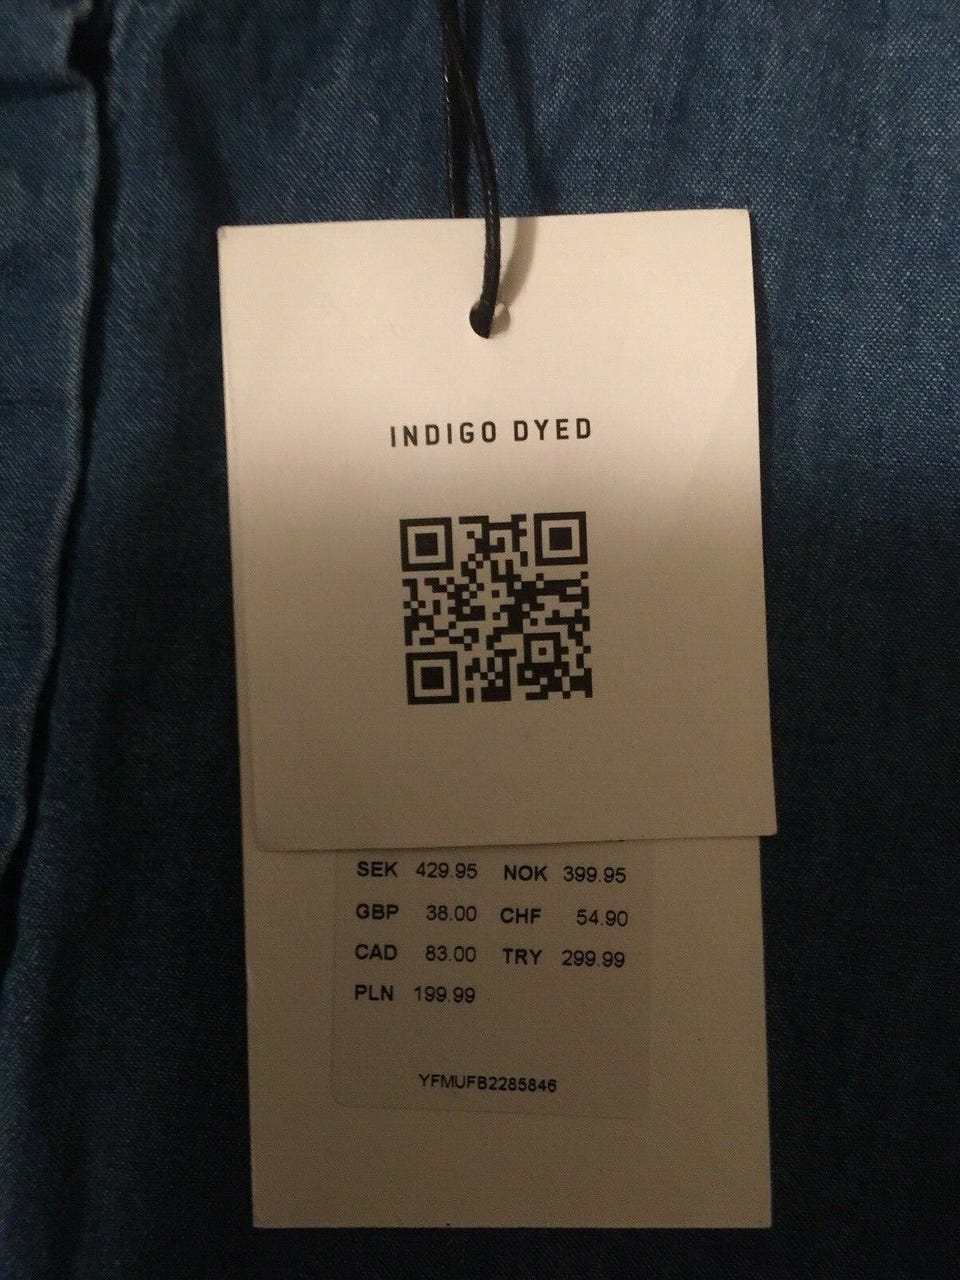 INDIGO DYED
SEK 429.95 NOK 399.95
GBP 38.00 CHF 54.90
CAD 83.00 TRY 299.99
PLN 199.99
YFMUFB2285846